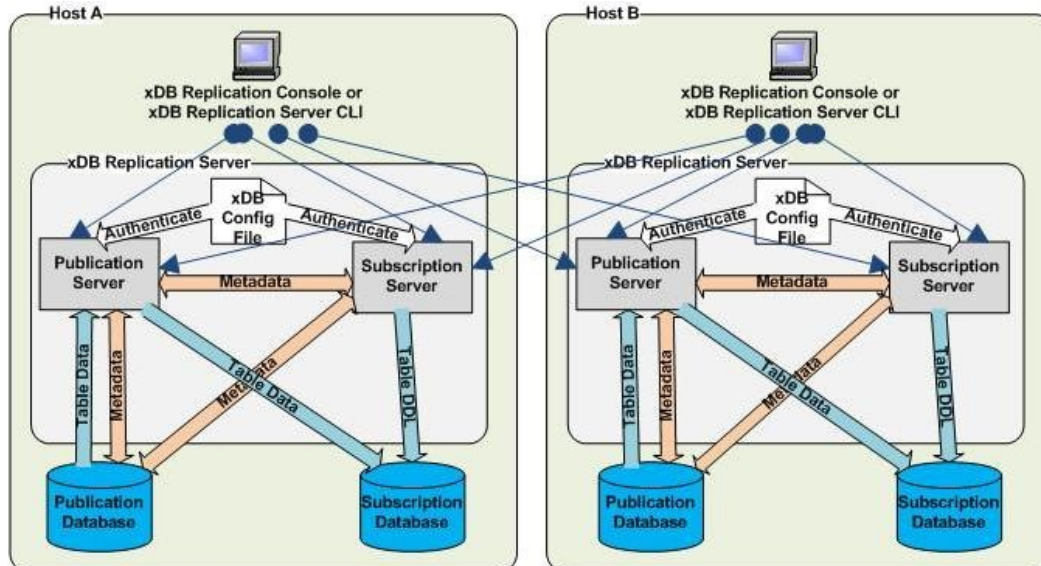 Host A
xDB Replication Console or
xDB Replication Server CLI
xDB Replication Server
Authenticate
xDB
Config
File
Authenticate
Publication
Server
Metadata
Subscription
Server
Table Data
Metadata
Metadata
Table Data
Table DDL
Publication
Database
Subscription
Database
Host B
xDB Replication Console or
xDB Replication Server CLI
xDB Replication Server
Authenticate
xDB
Config
File
Authenticate
Publication
Server
Metadata
Subscription
Server
Table Data
Metadata
Metadata
Table Data
Table DDL
Publication
Database
Subscription
Database